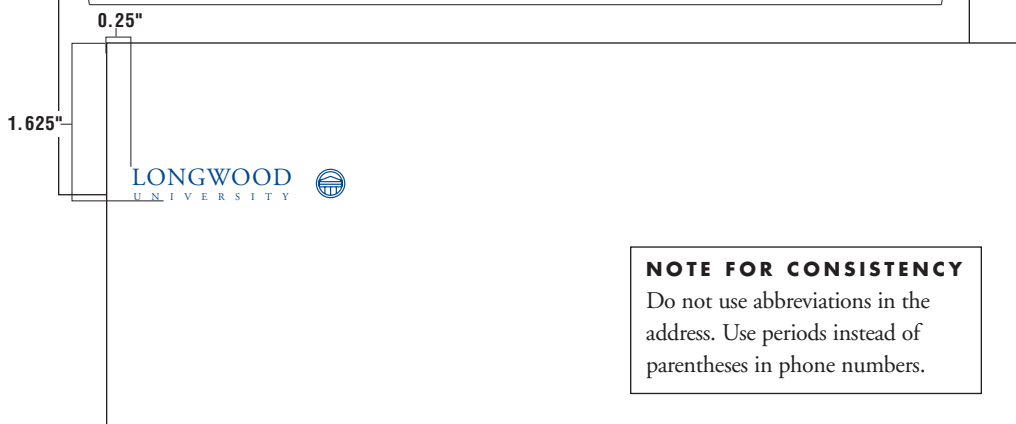 0.25"
1.625"
LONGWOOD
UNIVERSITY
NOTE FOR CONSISTENCY
Do not use abbreviations in the
address. Use periods instead of
parentheses in phone numbers.